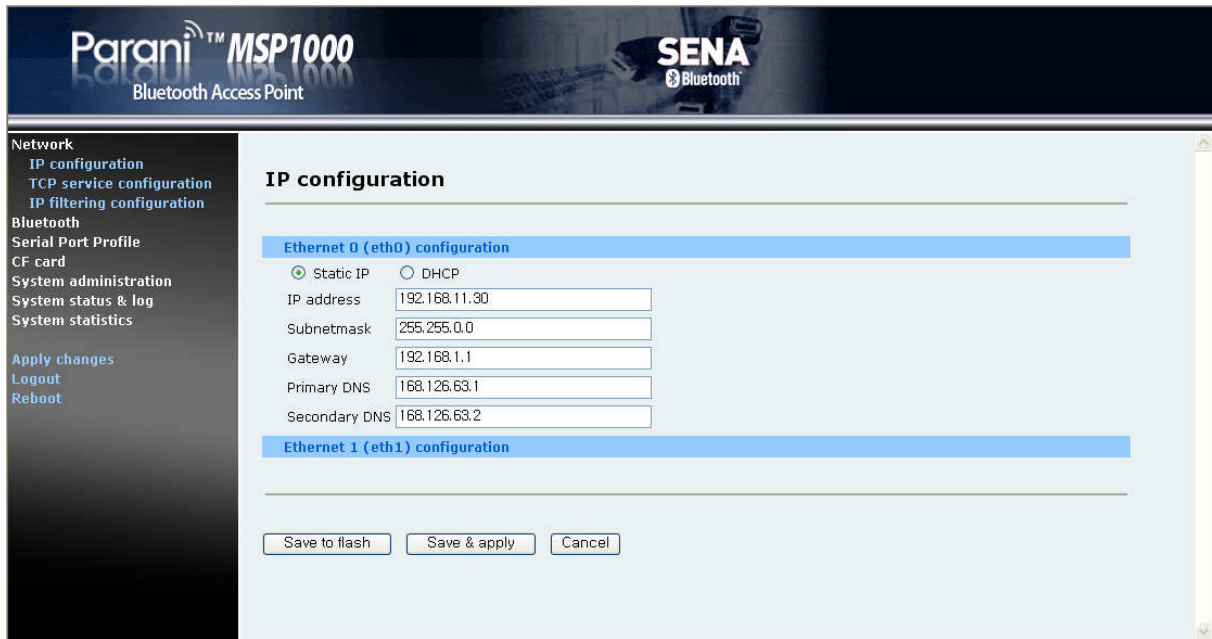 Parani™ MSP1000
Bluetooth Access Point
SENA
Bluetooth
Network
IP configuration
TCP service configuration
IP filtering configuration
Bluetooth
Serial Port Profile
CF card
System administration
System status & log
System statistics
Apply changes
Logout
Reboot
IP configuration
Ethernet 0 (eth0) configuration
Static IP DHCP
IP address 192.168.11.30
Subnetmask 255.255.0.0
Gateway 192.168.1.1
Primary DNS 168.126.63.1
Secondary DNS 168.126.63.2
Ethernet 1 (eth1) configuration
Save to flash Save & apply Cancel